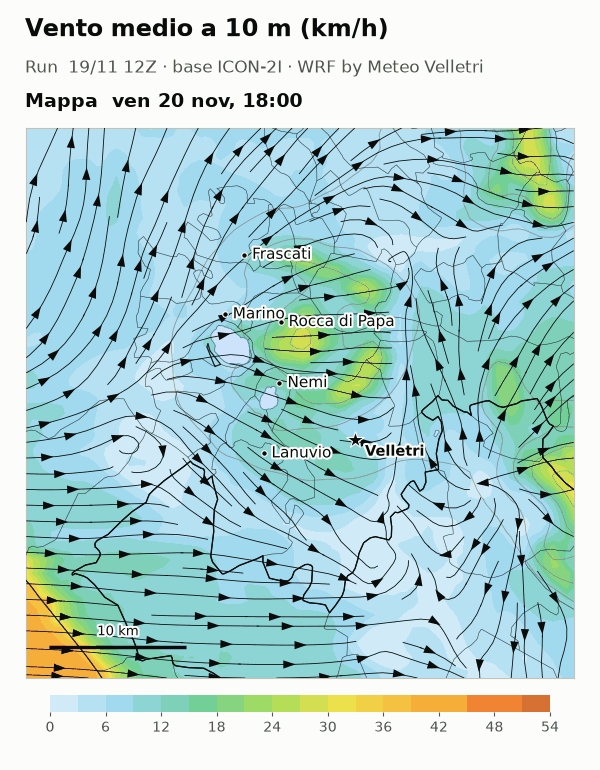 Vento medio a 10 m (km/h)
Run  19/11 12Z · base ICON-2I · WRF by Meteo Velletri
Mappa  ven 20 nov, 18:00
Frascati
Marino
Rocca di Papa
Nemi
Velletri
Lanuvio
10 km
0 6 12 18 24 30 36 42 48 54